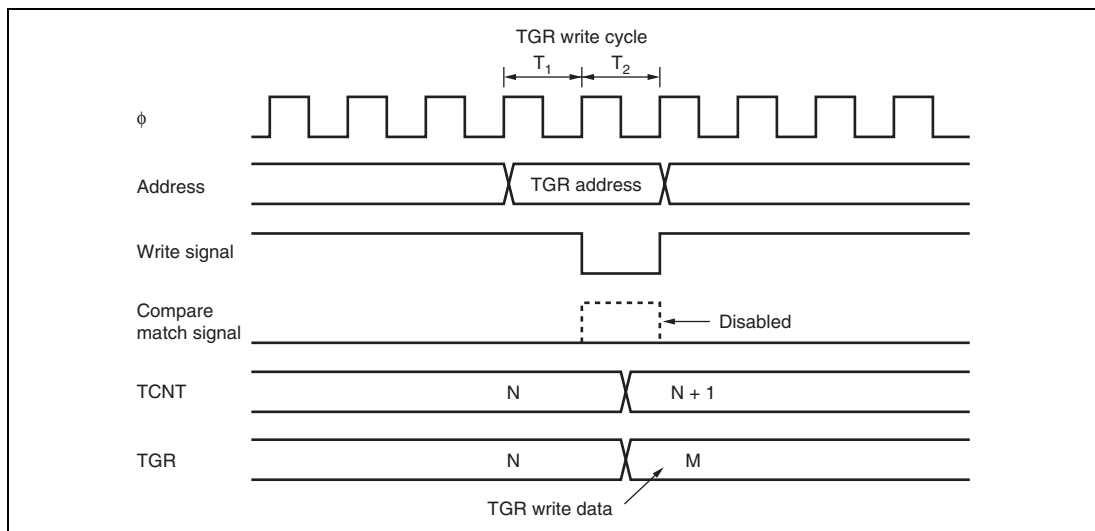 TGR write cycle
T1 T2
ϕ
Address
TGR address
Write signal
Compare
match signal
Disabled
TCNT
N
N + 1
TGR
N
M
TGR write data